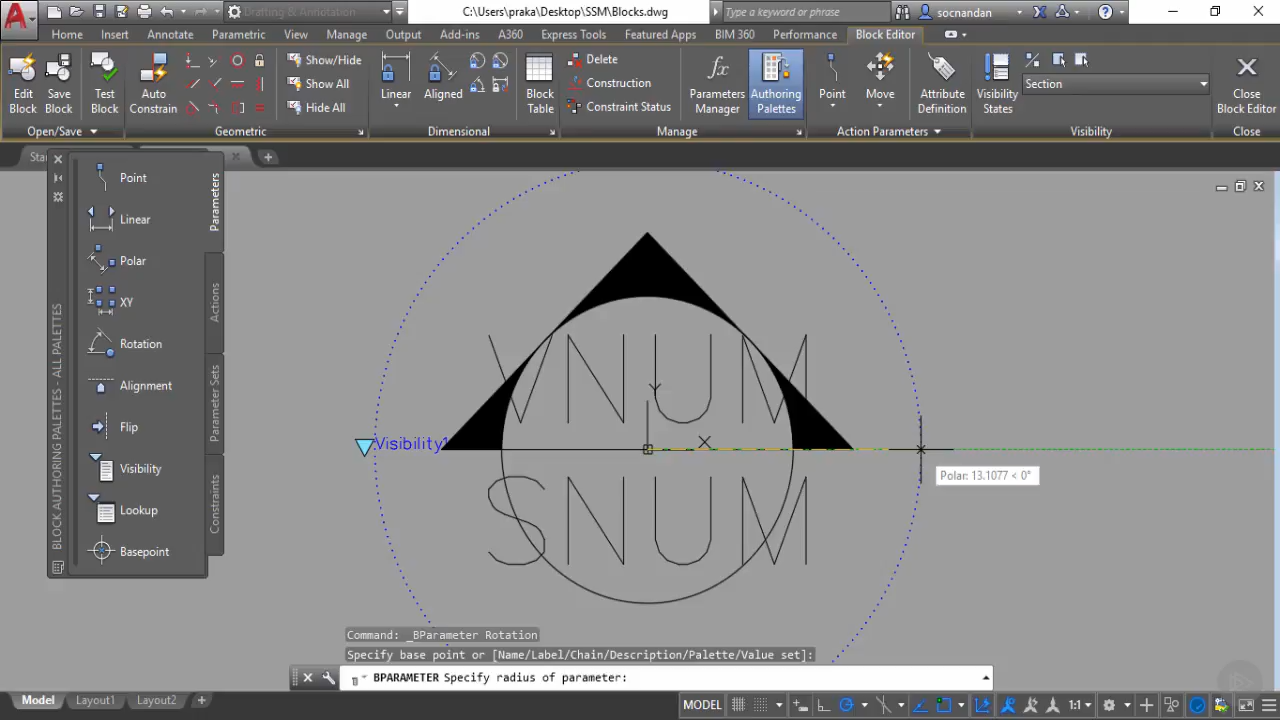 Drafting B: Annotation
C:\Users\praka\Desktop\SSM\Blocks.dwg
Type a keyword or phrase
socnandan
Home Insert Annotate Parametric View Manage Output Add-ins A360 Express Tools Featured Apps BIM 360 Performance Block Editor
Edit Block
Save Block
Test Block
Auto Constrain
Show/Hide
Show All
Hide All
Linear
Aligned
Block Table
Delete
Construction
Constraint Status
Parameters Manager
Authoring Palettes
Point
Move
Attribute Definition
Visibility States
Section
Close Block Editor
Open/Save Geometric Dimensional Manage Action Parameters Visibility Close
Sta
Point
Linear
Polar
XY
Rotation
Alignment
Flip
Visibility
Lookup
Basepoint
Parameters
Actions
Parameter Sets
Constraints
BLOCK AUTHORING PALETTES - ALL PALETTES
VNUM
Y
X
Visibility1
SNUM
Polar: 13.1077 < 0°
Command: _BParameter Rotation
Specify base point or [Name/Label/Chain/Description/Palette/Value set]:
BPARAMETER Specify radius of parameter:
Model Layout1 Layout2 +
MODEL
1:1